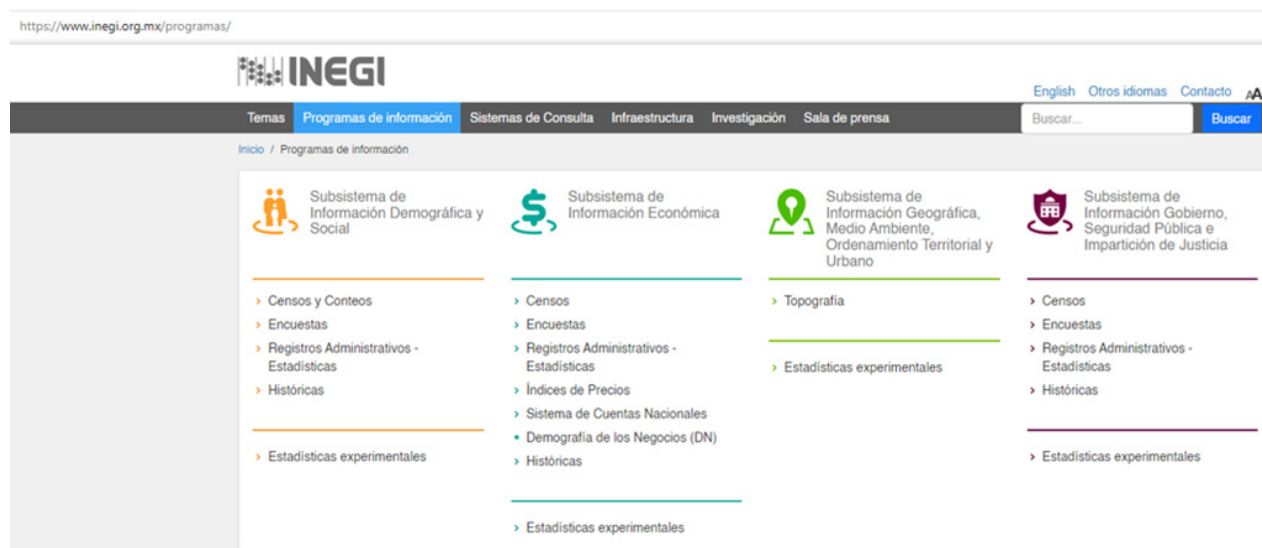 https://www.inegi.org.mx/programas/
INEGI
English Otros idiomas Contacto AA
Temas Programas de información Sistemas de Consulta Infraestructura Investigación Sala de prensa Buscar... Buscar
Inicio / Programas de información
Subsistema de
Información Demográfica y
Social
> Censos y Conteos
> Encuestas
> Registros Administrativos -
Estadísticas
> Históricas
> Estadísticas experimentales
Subsistema de
Información Económica
> Censos
> Encuestas
> Registros Administrativos -
Estadísticas
> Índices de Precios
> Sistema de Cuentas Nacionales
• Demografía de los Negocios (DN)
> Históricas
> Estadísticas experimentales
Subsistema de
Información Geográfica,
Medio Ambiente,
Ordenamiento Territorial y
Urbano
> Topografía
> Estadísticas experimentales
Subsistema de
Información Gobierno,
Seguridad Pública e
Impartición de Justicia
> Censos
> Encuestas
> Registros Administrativos -
Estadísticas
> Históricas
> Estadísticas experimentales